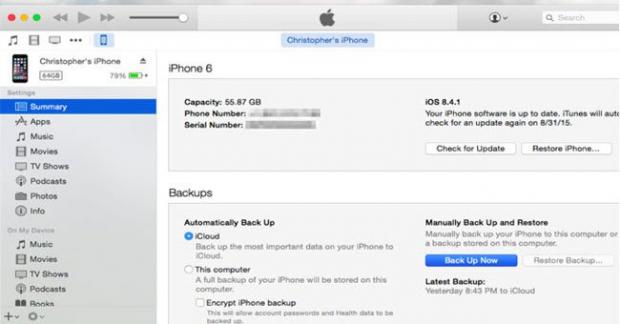 Search
Christopher's iPhone
Christopher's iPhone
64GB 79%
Settings
Summary
Apps
Music
Movies
TV Shows
Podcasts
Photos
Info
On My Device
Music
Movies
TV Shows
Podcasts
Books
iPhone 6
Capacity: 55.87 GB
Phone Number:
Serial Number:
iOS 8.4.1
Your iPhone software is up to date. iTunes will auto
check for an update again on 8/31/15.
Check for Update
Restore iPhone...
Backups
Automatically Back Up
iCloud
Back up the most important data on your iPhone to
iCloud.
This computer
A full backup of your iPhone will be stored on this
computer.
Encrypt iPhone backup
This will allow account passwords and Health data to be
backed up.
Manually Back Up and Restore
Manually back up your iPhone to this computer or
a backup stored on this computer.
Back Up Now
Restore Backup...
Latest Backup:
Yesterday 8:43 PM to iCloud